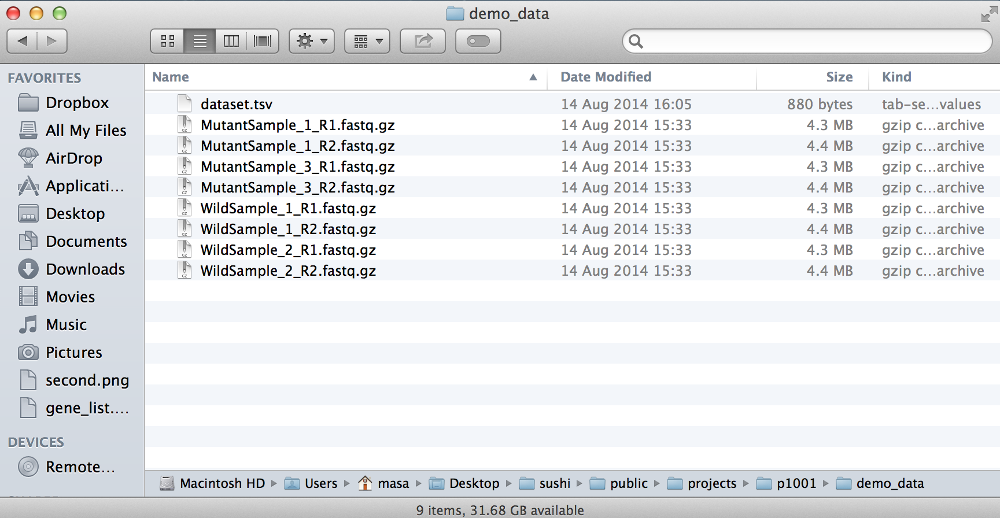 demo_data
FAVORITES
Dropbox
All My Files
AirDrop
Applicati...
Desktop
Documents
Downloads
Movies
Music
Pictures
second.png
gene_list....
DEVICES
Remote...
Name Date Modified Size Kind
dataset.tsv 14 Aug 2014 16:05 880 bytes tab-se...values
MutantSample_1_R1.fastq.gz 14 Aug 2014 15:33 4.3 MB gzip c...archive
MutantSample_1_R2.fastq.gz 14 Aug 2014 15:33 4.4 MB gzip c...archive
MutantSample_3_R1.fastq.gz 14 Aug 2014 15:33 4.3 MB gzip c...archive
MutantSample_3_R2.fastq.gz 14 Aug 2014 15:33 4.4 MB gzip c...archive
WildSample_1_R1.fastq.gz 14 Aug 2014 15:33 4.3 MB gzip c...archive
WildSample_1_R2.fastq.gz 14 Aug 2014 15:33 4.4 MB gzip c...archive
WildSample_2_R1.fastq.gz 14 Aug 2014 15:33 4.3 MB gzip c...archive
WildSample_2_R2.fastq.gz 14 Aug 2014 15:33 4.4 MB gzip c...archive
Macintosh HD Users masa Desktop sushi public projects p1001 demo_data
9 items, 31.68 GB available